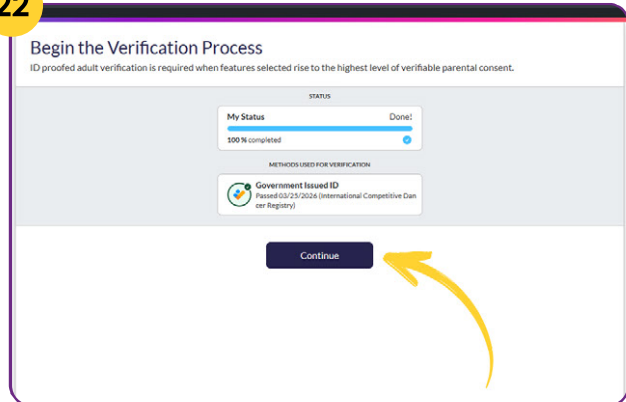 22
Begin the Verification Process
ID proofed adult verification is required when features selected rise to the highest level of verifiable parental consent.
STATUS
My Status Done!
100 % completed
METHODS USED FOR VERIFICATION
Government Issued ID
Passed 03/25/2026 (International Competitive Dan
cer Registry)
Continue